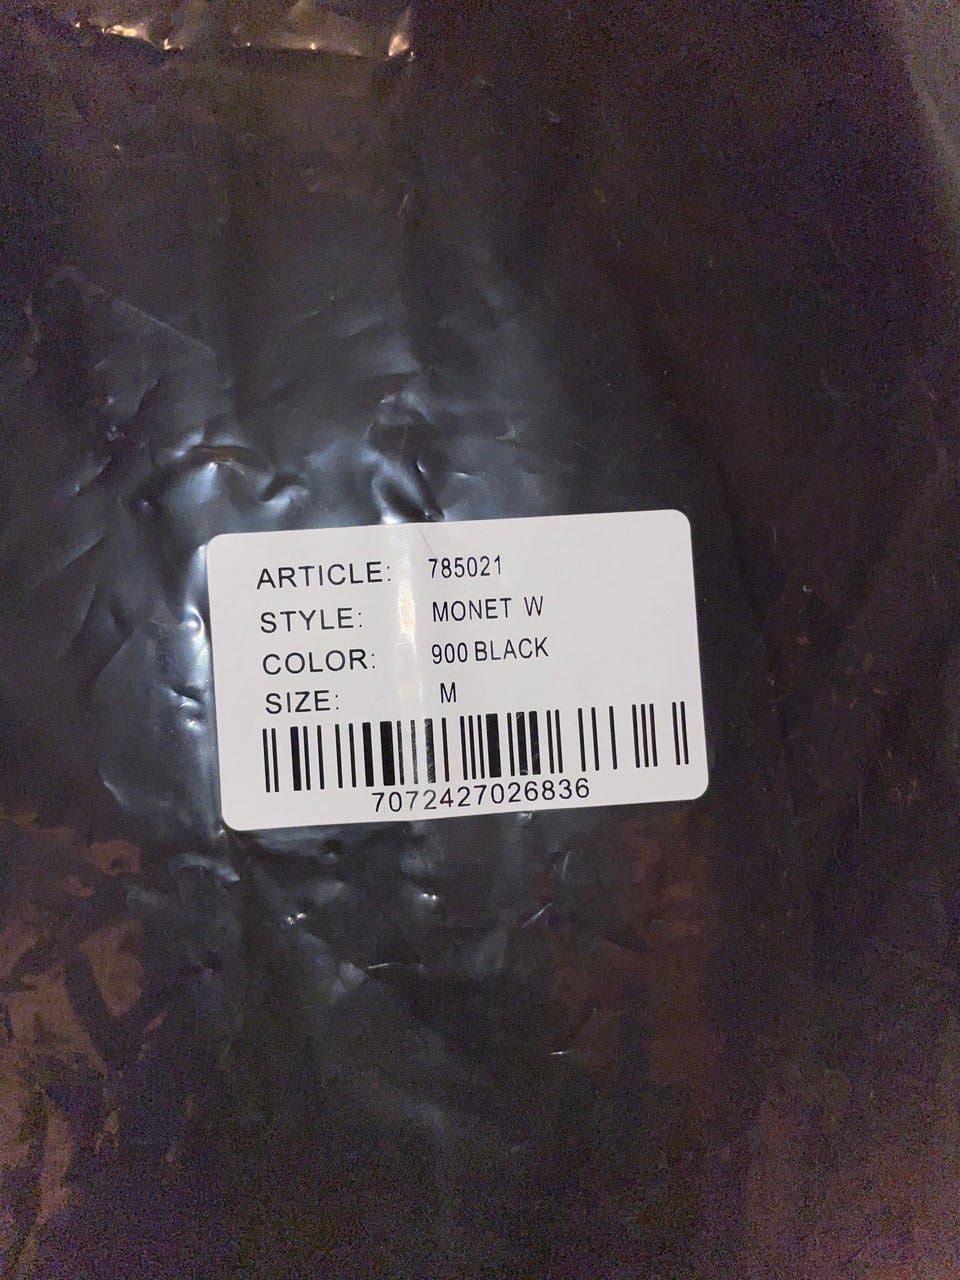 ARTICLE: 785021
STYLE: MONET W
COLOR: 900 BLACK
SIZE: M
7072427026836